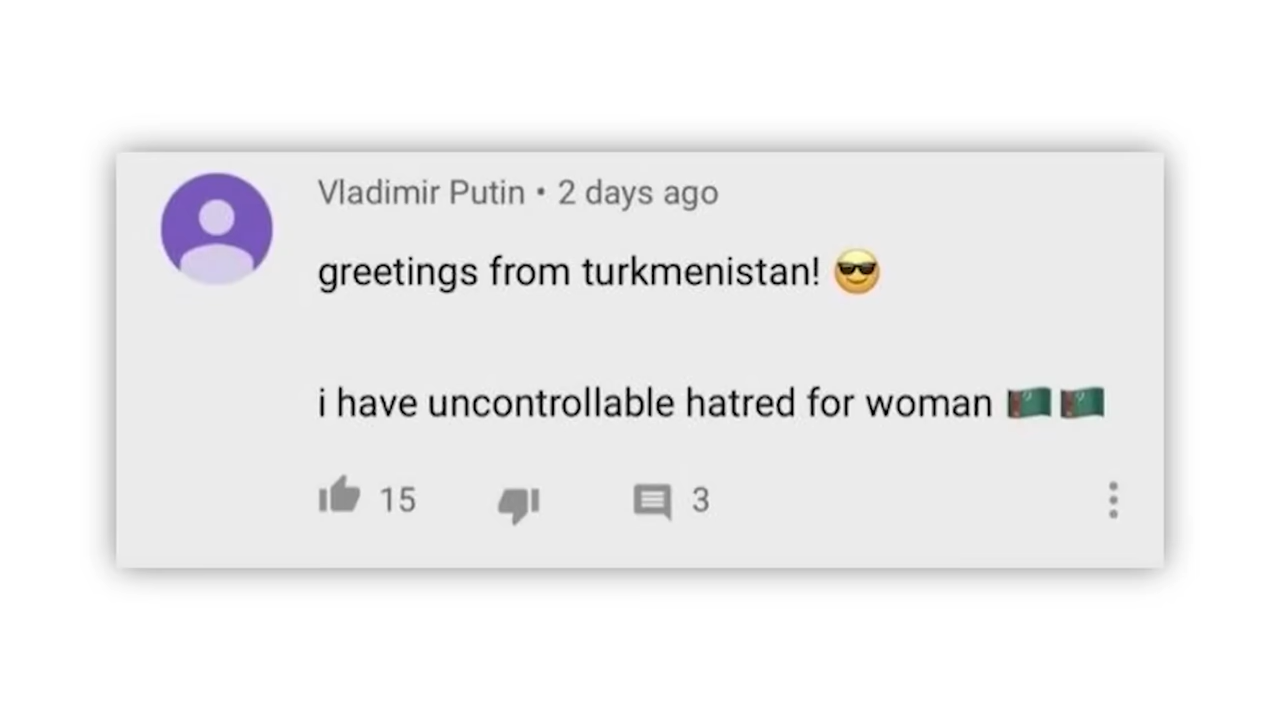 Vladimir Putin • 2 days ago
greetings from turkmenistan! 😎
i have uncontrollable hatred for woman 🇹🇲🇹🇲
15 3